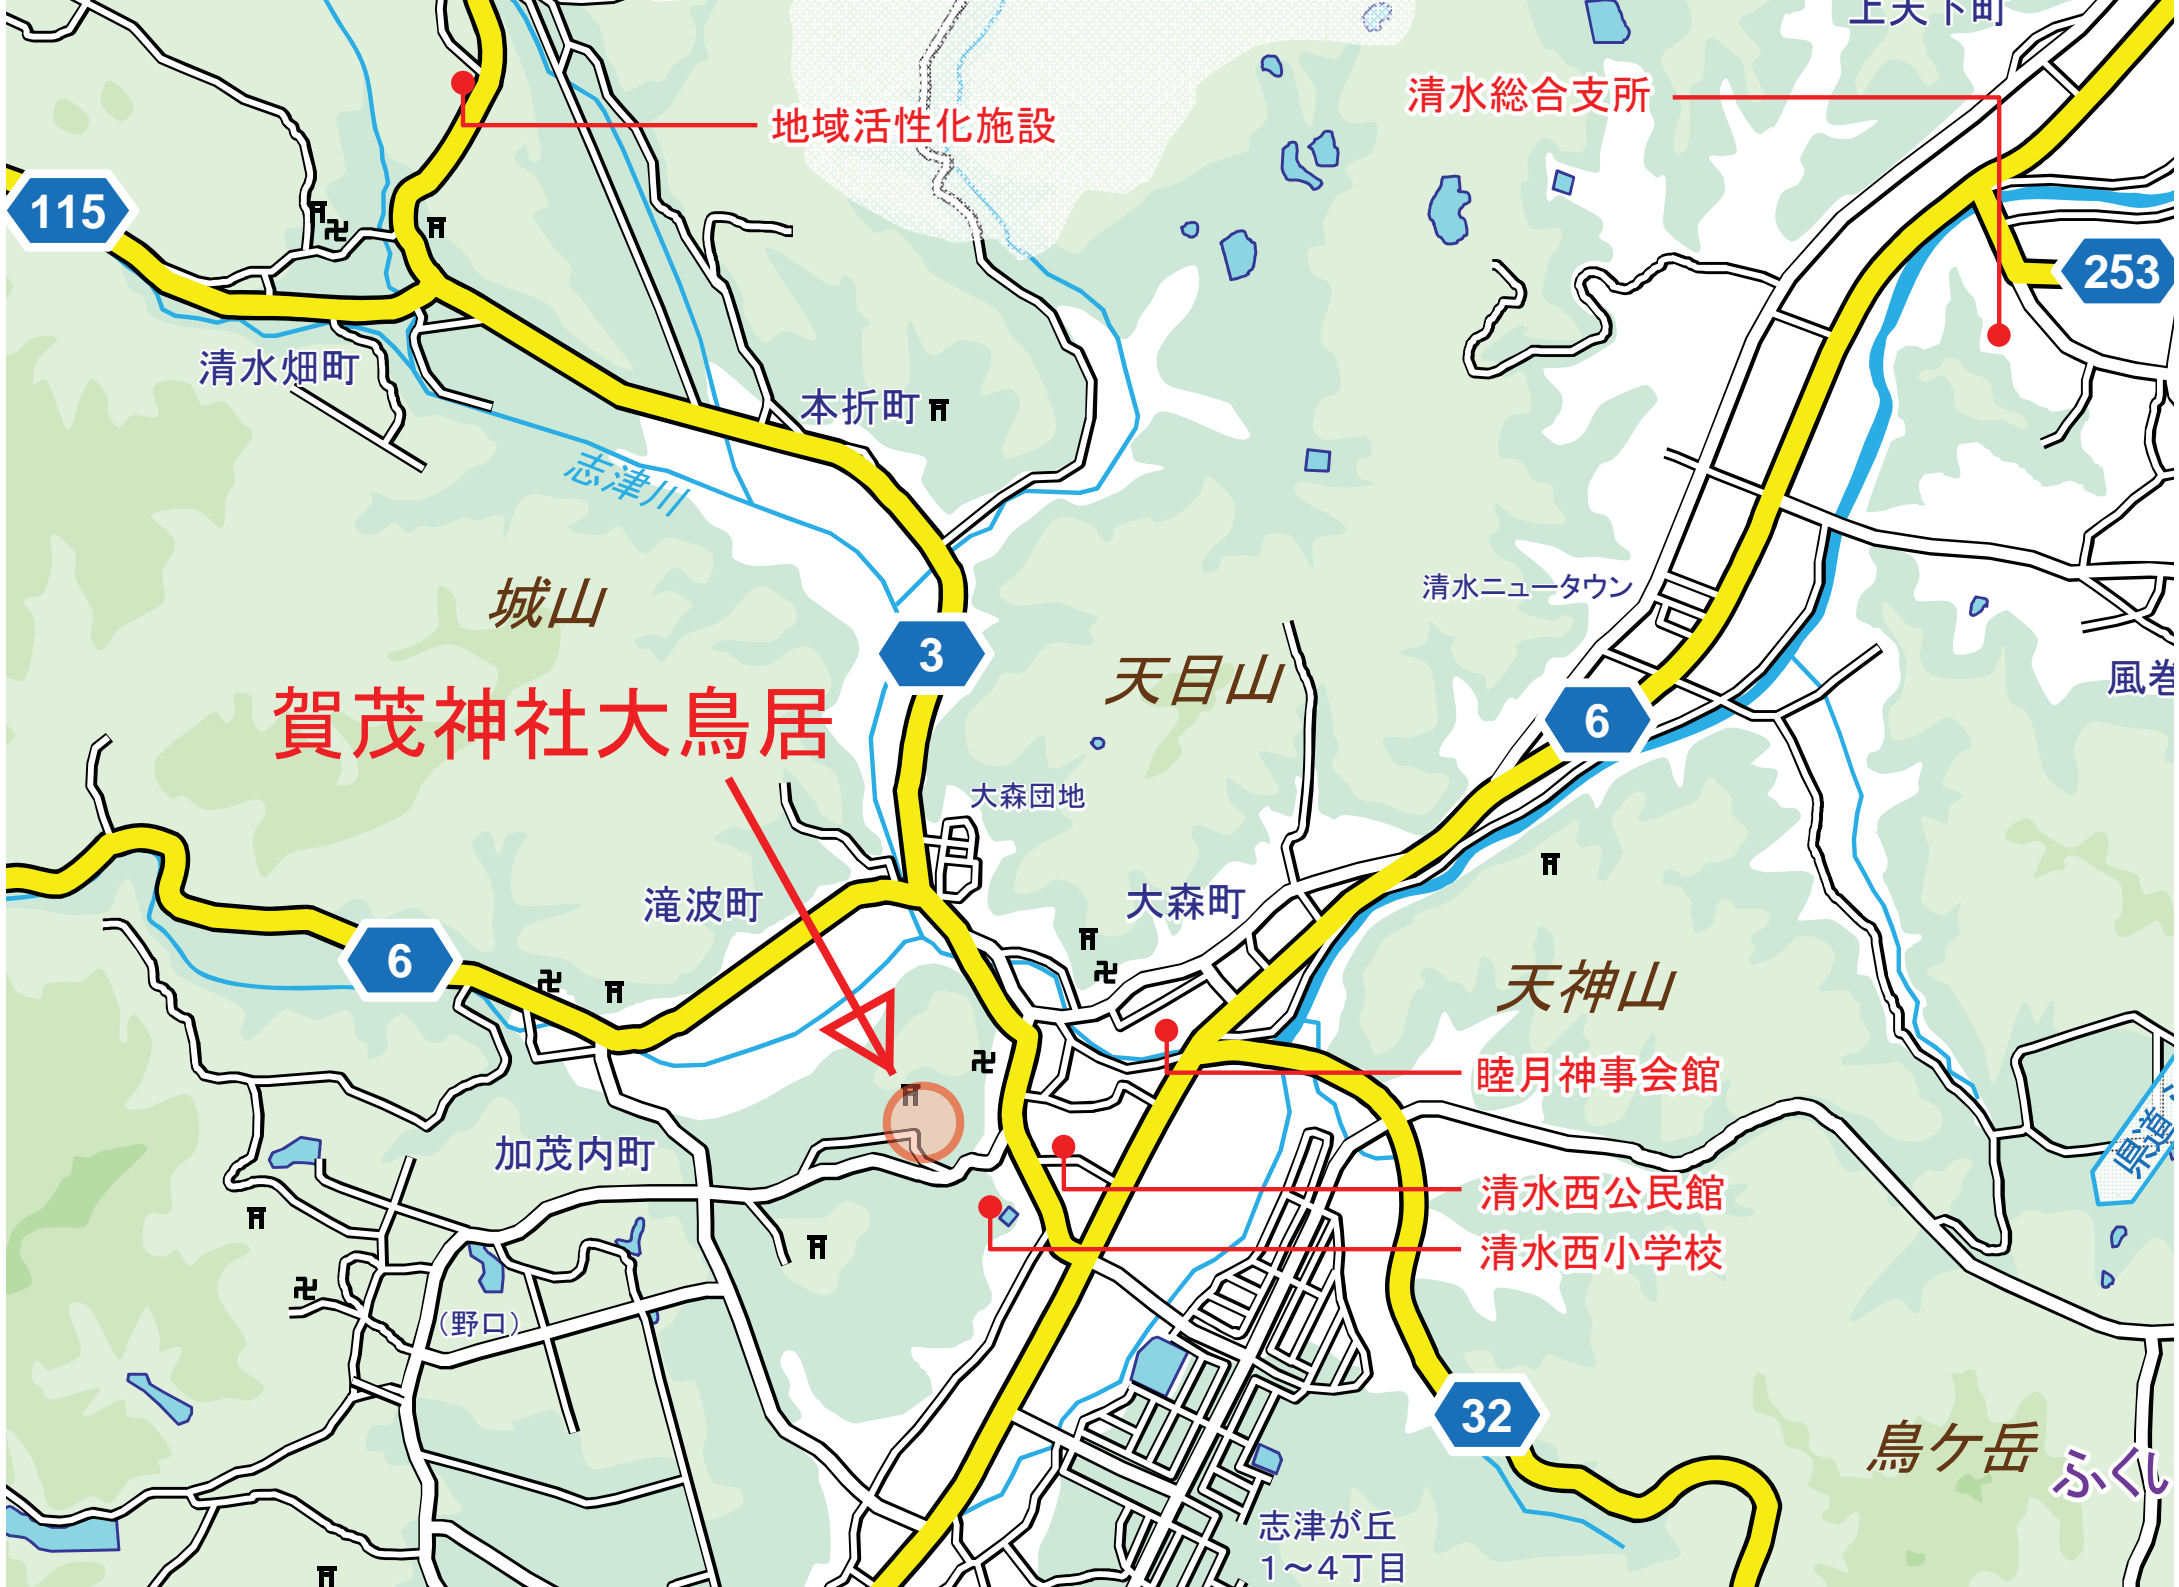 上天下町
清水総合支所
地域活性化施設
115
253
清水畑町
本折町
志津川
城山
清水ニュータウン
3
天目山
風巻
賀茂神社大鳥居
6
大森団地
滝波町
大森町
6
天神山
睦月神事会館
県道
加茂内町
清水西公民館
清水西小学校
(野口)
32
鳥ケ岳
ふくい
志津が丘
1～4丁目